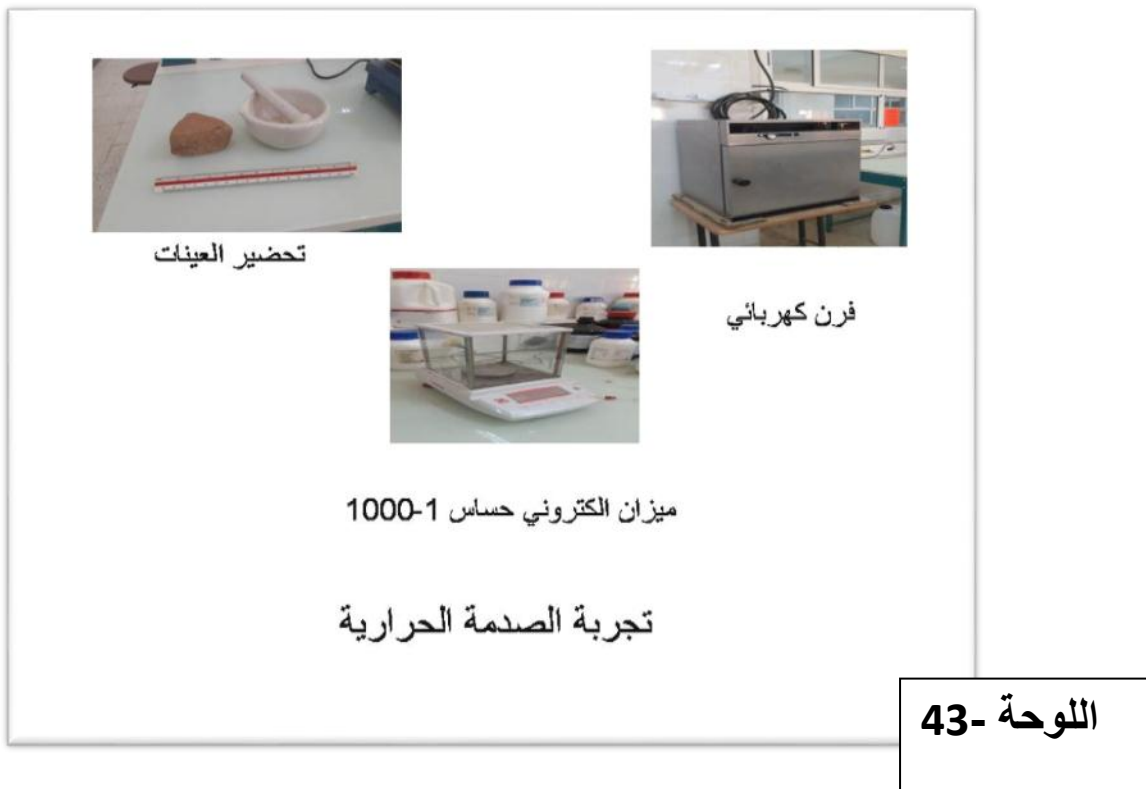 تحضير العينات
فرن كهربائي
ميزان الكتروني حساس 1-1000
تجربة الصدمة الحرارية
اللوحة -43